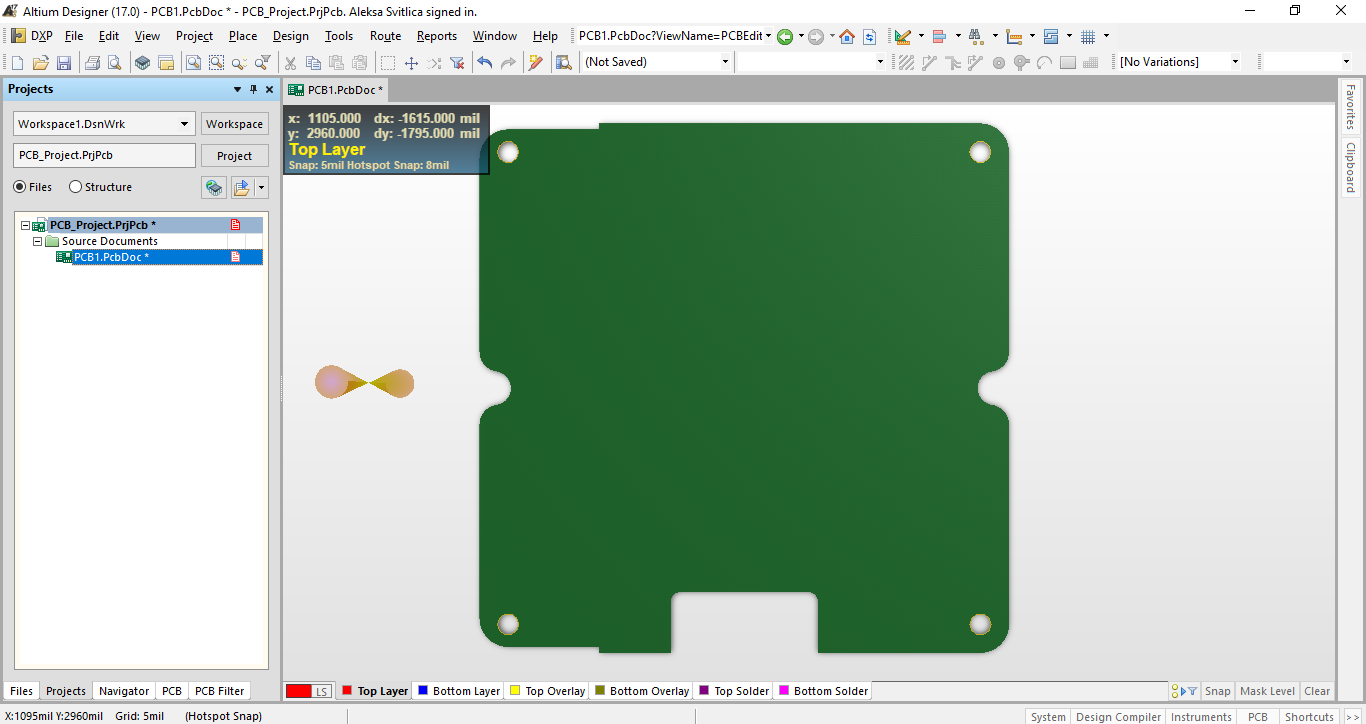 Altium Designer (17.0) - PCB1.PcbDoc * - PCB_Project.PrjPcb. Aleksa Svitlica signed in.
DXP File Edit View Project Place Design Tools Route Reports Window Help PCB1.PcbDoc?ViewName=PCBEdit
(Not Saved) [No Variations]
Projects
PCB1.PcbDoc *
Workspace1.DsnWrk Workspace
PCB_Project.PrjPcb Project
Files Structure
PCB_Project.PrjPcb *
Source Documents
PCB1.PcbDoc *
x: 1105.000 dx: -1615.000 mil
y: 2960.000 dy: -1795.000 mil
Top Layer
Snap: 5mil Hotspot Snap: 8mil
Favorites
Clipboard
Files Projects Navigator PCB PCB Filter
LS Top Layer Bottom Layer Top Overlay Bottom Overlay Top Solder Bottom Solder Snap Mask Level Clear
X:1095mil Y:2960mil Grid: 5mil (Hotspot Snap) System Design Compiler Instruments PCB Shortcuts >>